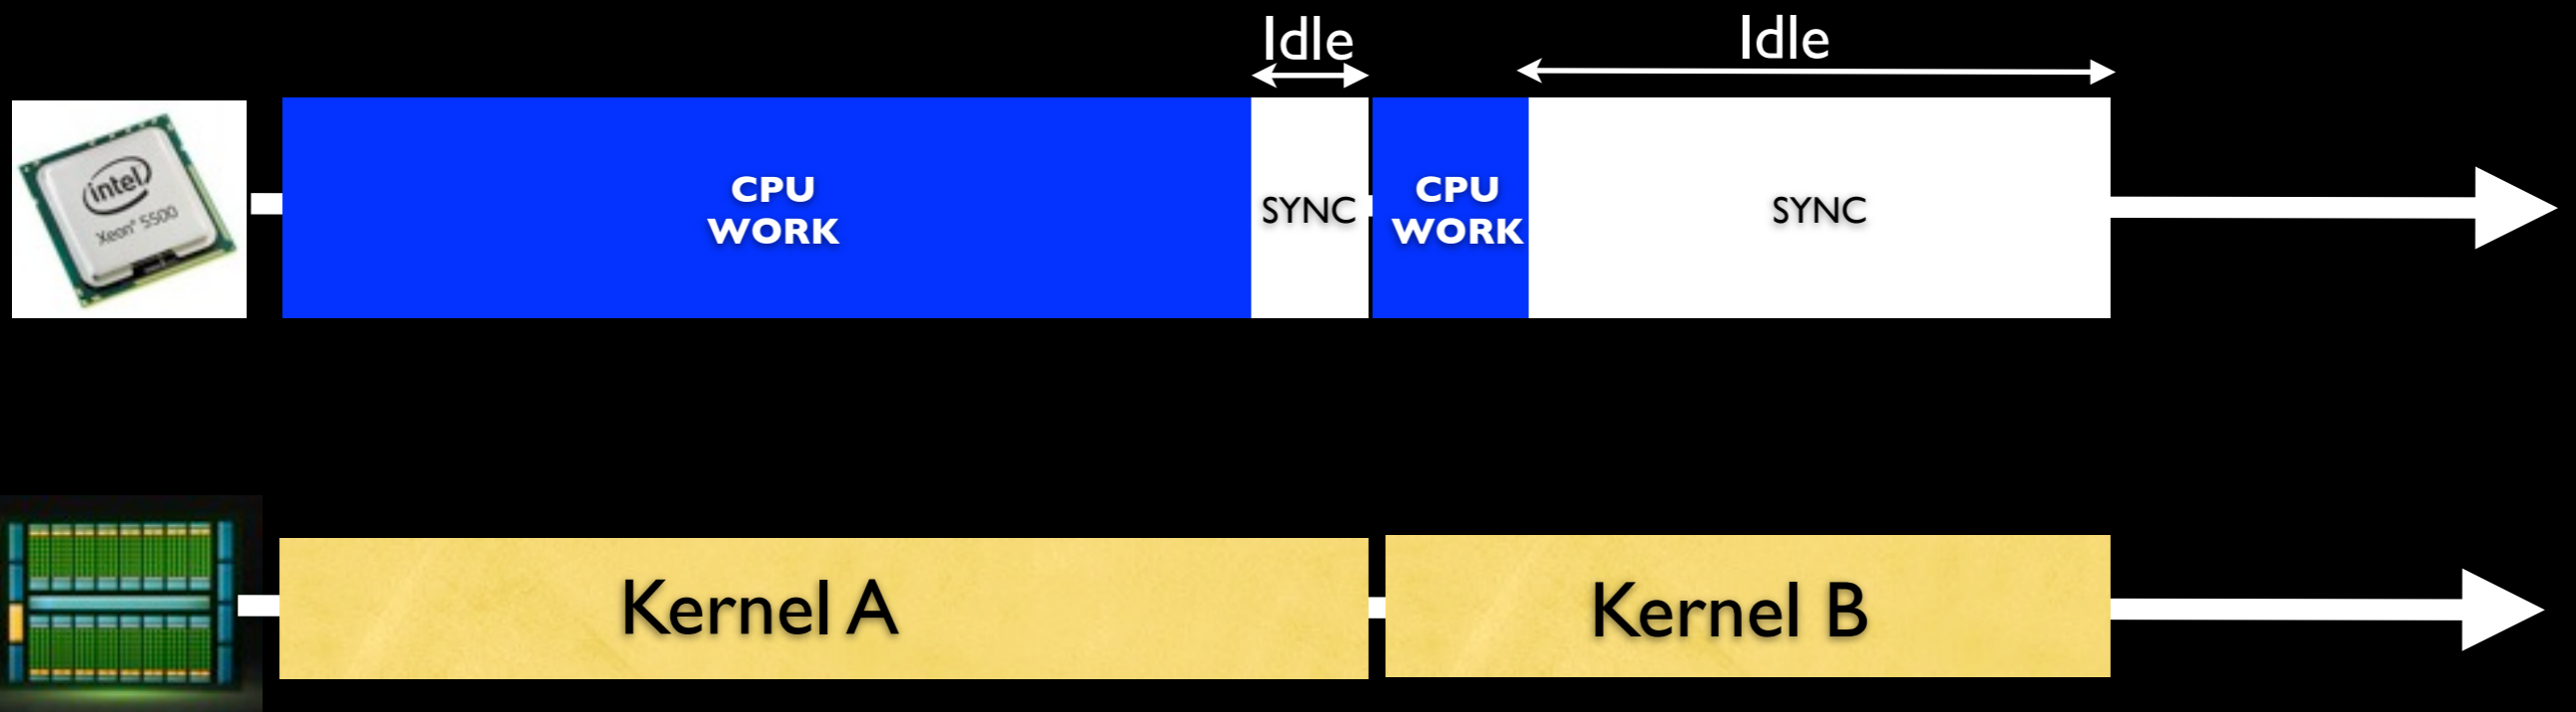 Idle
Idle
intel
Xeon® 5500
CPU
WORK
SYNC
CPU
WORK
SYNC
Kernel A
Kernel B